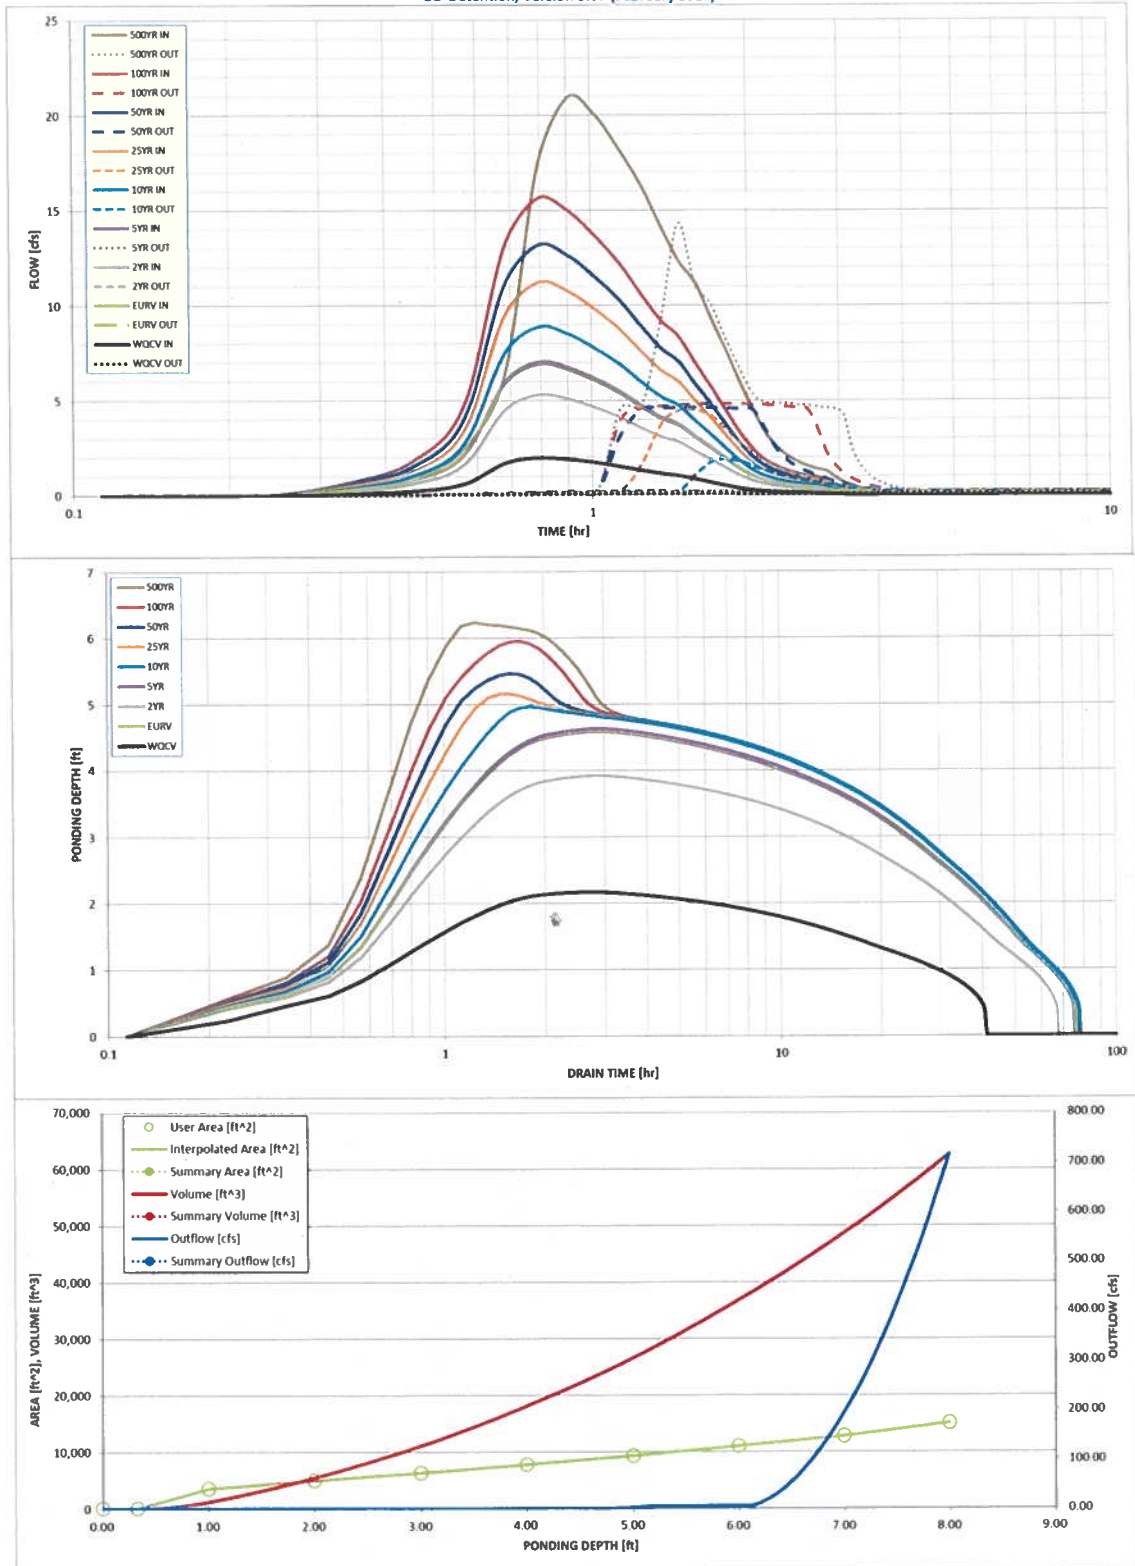 25
20
15
10
5
0
FLOW [cfs]
500YR IN
500YR OUT
100YR IN
100YR OUT
50YR IN
50YR OUT
25YR IN
25YR OUT
10YR IN
10YR OUT
5YR IN
5YR OUT
2YR IN
2YR OUT
EURV IN
EURV OUT
WQCV IN
WQCV OUT
0.1
1
10
TIME [hr]
7
6
5
4
3
2
1
0
PONDING DEPTH [ft]
500YR
100YR
50YR
25YR
10YR
5YR
2YR
EURV
WQCV
0.1
1
10
100
DRAIN TIME [hr]
70,000
60,000
50,000
40,000
30,000
20,000
10,000
0
AREA [ft^2], VOLUME [ft^3]
User Area [ft^2]
Interpolated Area [ft^2]
Summary Area [ft^2]
Volume [ft^3]
Summary Volume [ft^3]
Outflow [cfs]
Summary Outflow [cfs]
800.00
700.00
600.00
500.00
400.00
300.00
200.00
100.00
0.00
OUTFLOW [cfs]
0.00
1.00
2.00
3.00
4.00
5.00
6.00
7.00
8.00
9.00
PONDING DEPTH [ft]